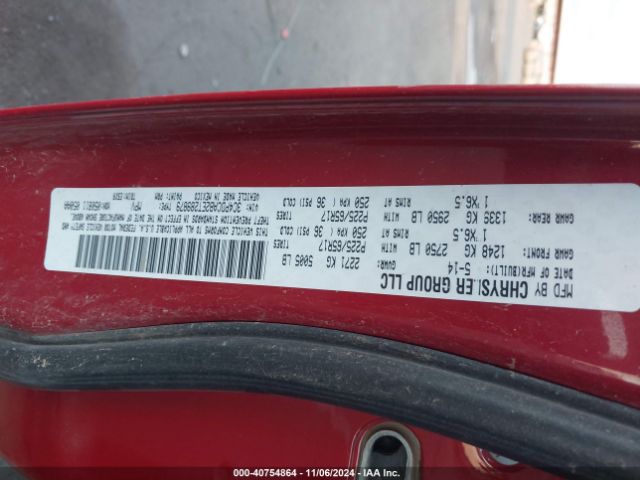 MFD BY CHRYSLER GROUP LLC
DATE OF MFR(BUILT): 5-14 GVWR: 2271 KG 5005 LB
GAWR FRONT: 1248 KG 2750 LB WITH P225/65R17 TIRES
17X6.5 RIMS AT 250 KPA 36 PSI COLD
GAWR REAR: 1339 KG 2950 LB WITH P225/65R17 TIRES
17X6.5 RIMS AT 250 KPA 36 PSI COLD
THIS VEHICLE CONFORMS TO ALL APPLICABLE U.S.A. FEDERAL MOTOR VEHICLE SAFETY AND
THEFT PREVENTION STANDARDS IN EFFECT ON THE DATE OF MANUFACTURE SHOWN ABOVE.
VIN: TYPE: MPV
VEHICLE MADE IN MEXICO PAINT:
© - 40754864 - 11/06/2024 - IAA Inc.